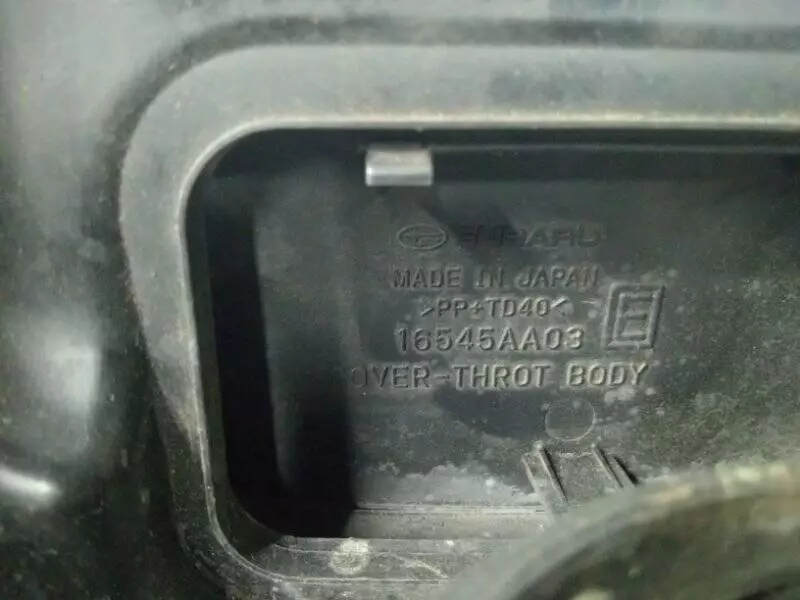 SUBARU
MADE IN JAPAN
>PP+TD40<
16545AA03
E
OVER-THROT BODY